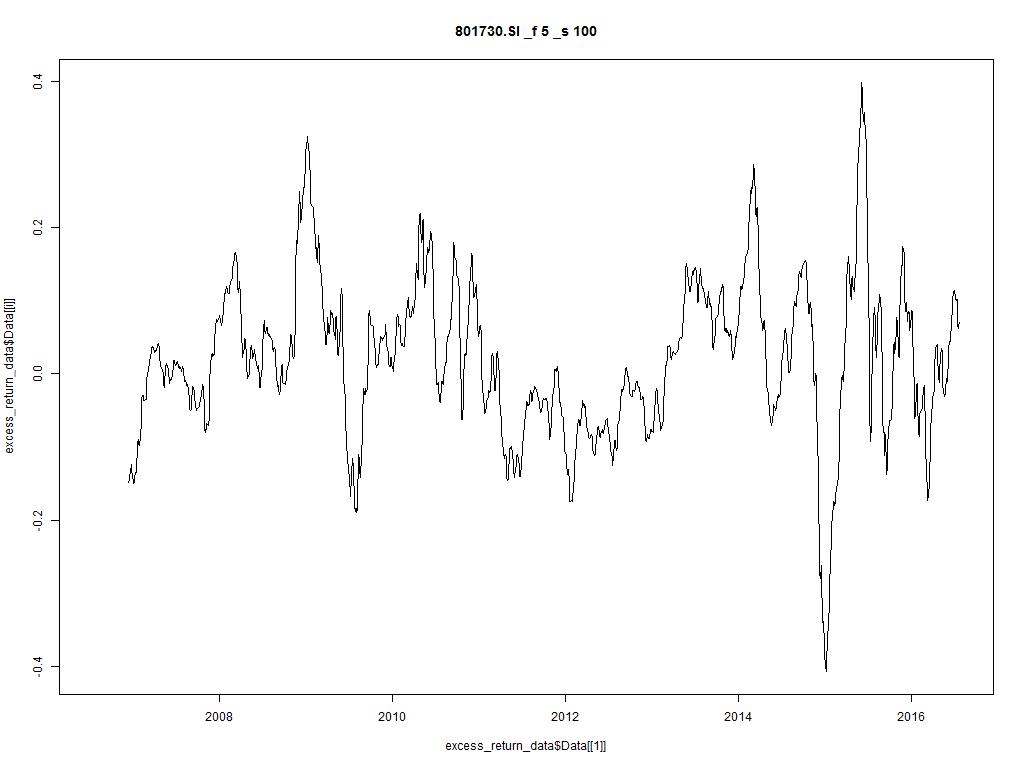 801730.SI _f 5 _s 100
excess_return_data$Data[[i]]
0.4
0.2
0.0
-0.2
-0.4
2008 2010 2012 2014 2016
excess_return_data$Data[[1]]